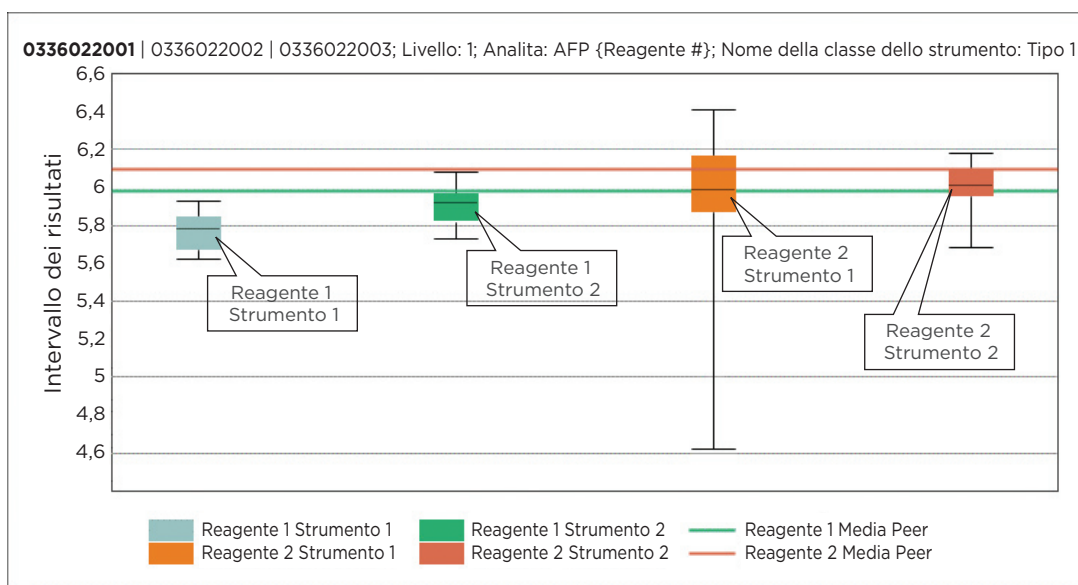 0336022001 | 0336022002 | 0336022003; Livello: 1; Analita: AFP {Reagente #}; Nome della classe dello strumento: Tipo 1
Intervallo dei risultati
6,6
6,4
6,2
6
5,8
5,6
5,4
5,2
5
4,8
4,6
Reagente 1
Strumento 1
Reagente 1
Strumento 2
Reagente 2
Strumento 1
Reagente 2
Strumento 2
Reagente 1 Strumento 1
Reagente 1 Strumento 2
Reagente 1 Media Peer
Reagente 2 Strumento 1
Reagente 2 Strumento 2
Reagente 2 Media Peer